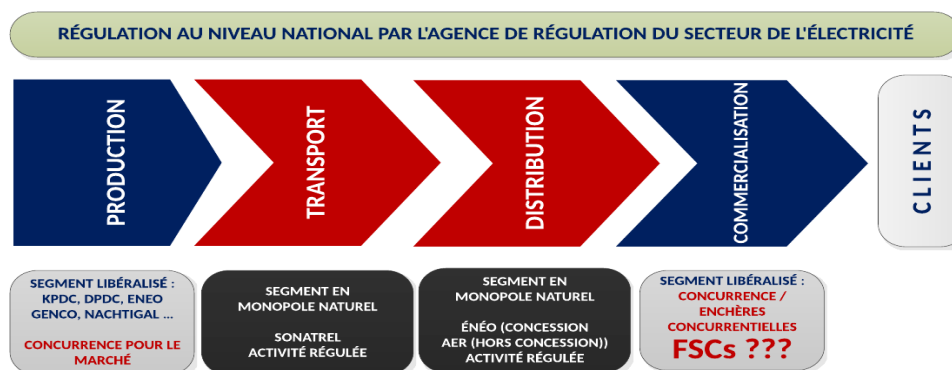 RÉGULATION AU NIVEAU NATIONAL PAR L'AGENCE DE RÉGULATION DU SECTEUR DE L'ÉLECTRICITÉ
PRODUCTION
TRANSPORT
DISTRIBUTION
COMMERCIALISATION
CLIENTS
SEGMENT LIBÉRALISÉ :
KPDC, DPDC, ENEO
GENCO, NACHTIGAL ...
CONCURRENCE POUR LE
MARCHÉ
SEGMENT EN
MONOPOLE NATUREL
SONATREL
ACTIVITÉ RÉGULÉE
SEGMENT EN
MONOPOLE NATUREL
ÉNÉO (CONCESSION
AER (HORS CONCESSION))
ACTIVITÉ RÉGULÉE
SEGMENT LIBÉRALISÉ :
CONCURRENCE /
ENCHÈRES
CONCURRENTIELLES
FSCs ???